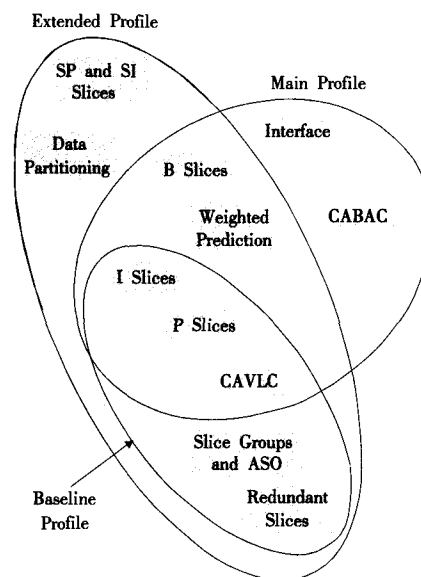 Extended Profile
SP and SI
Slices
Main Profile
Interface
Data
Partitioning
B Slices
Weighted
Prediction
CABAC
I Slices
P Slices
CAVLC
Slice Groups
and ASO
Redundant
Slices
Baseline
Profile